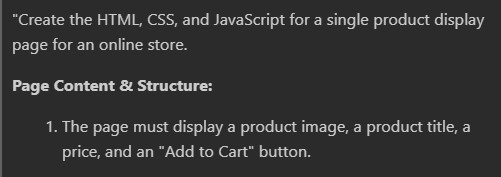 "Create the HTML, CSS, and JavaScript for a single product display
page for an online store.
Page Content & Structure:
1. The page must display a product image, a product title, a
price, and an "Add to Cart" button.